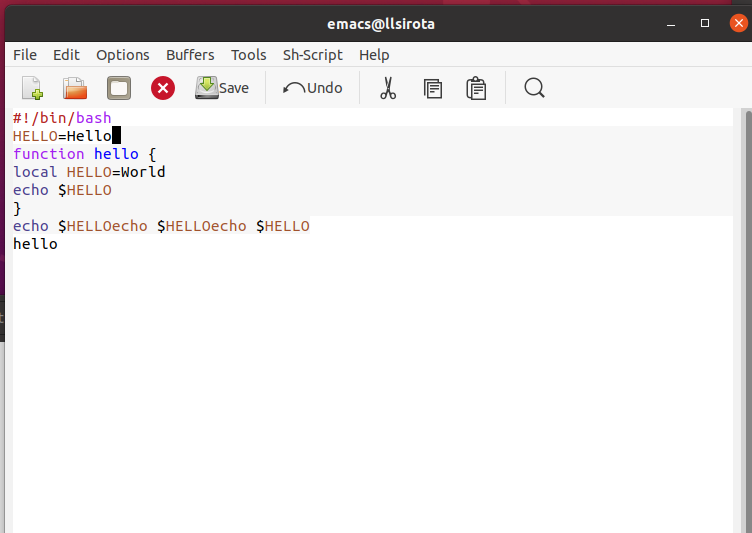 emacs@llsirota
File Edit Options Buffers Tools Sh-Script Help
Save Undo
#!/bin/bash
HELLO=Hello
function hello {
local HELLO=World
echo $HELLO
}
echo $HELLOecho $HELLOecho $HELLO
hello